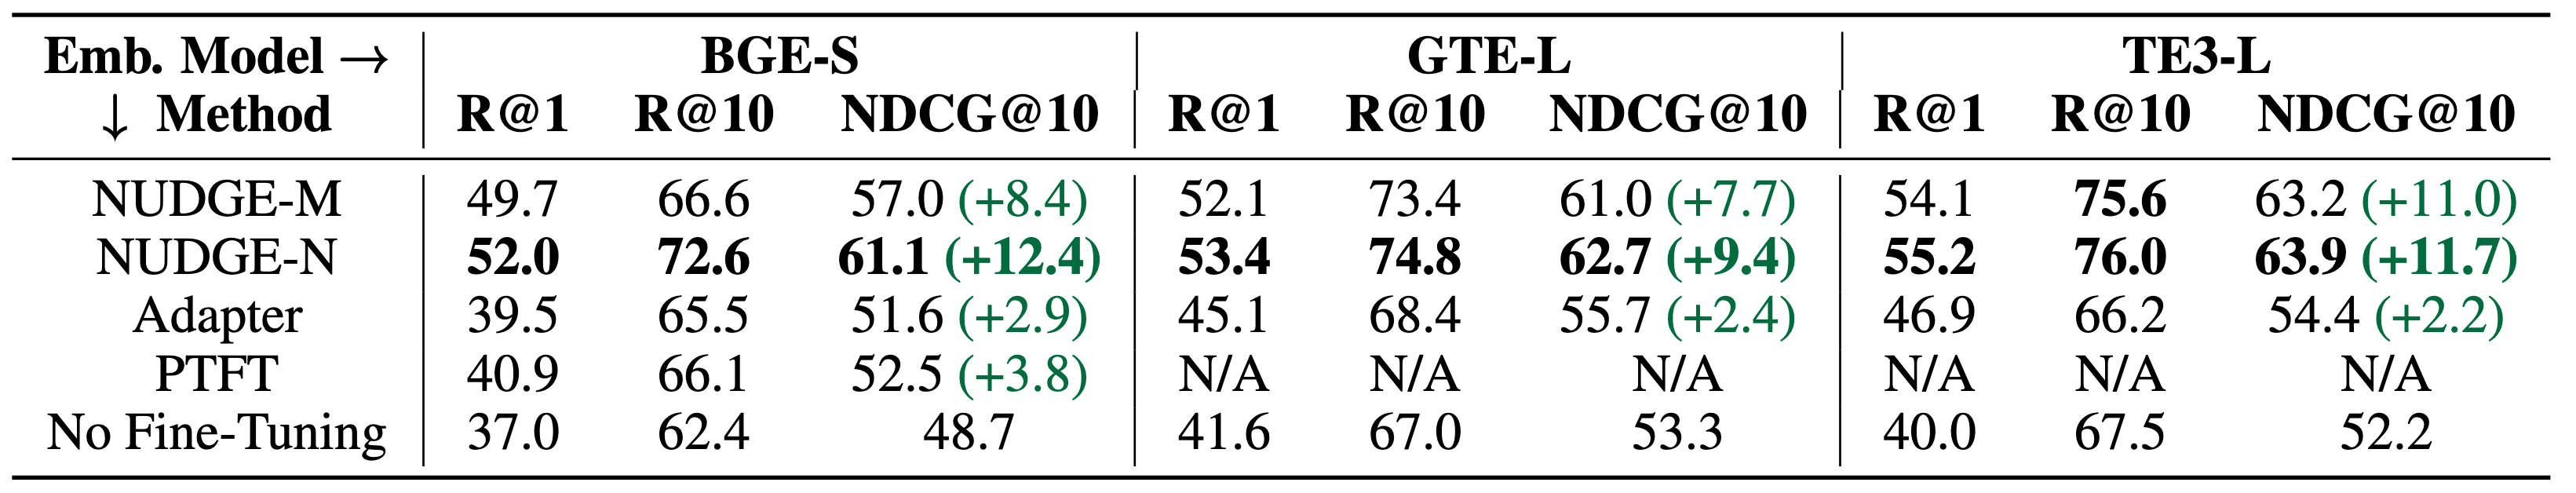 Emb. Model → BGE-S GTE-L TE3-L
↓ Method R@1 R@10 NDCG@10 R@1 R@10 NDCG@10 R@1 R@10 NDCG@10
NUDGE-M 49.7 66.6 57.0 (+8.4) 52.1 73.4 61.0 (+7.7) 54.1 75.6 63.2 (+11.0)
NUDGE-N 52.0 72.6 61.1 (+12.4) 53.4 74.8 62.7 (+9.4) 55.2 76.0 63.9 (+11.7)
Adapter 39.5 65.5 51.6 (+2.9) 45.1 68.4 55.7 (+2.4) 46.9 66.2 54.4 (+2.2)
PTFT 40.9 66.1 52.5 (+3.8) N/A N/A N/A N/A N/A N/A
No Fine-Tuning 37.0 62.4 48.7 41.6 67.0 53.3 40.0 67.5 52.2